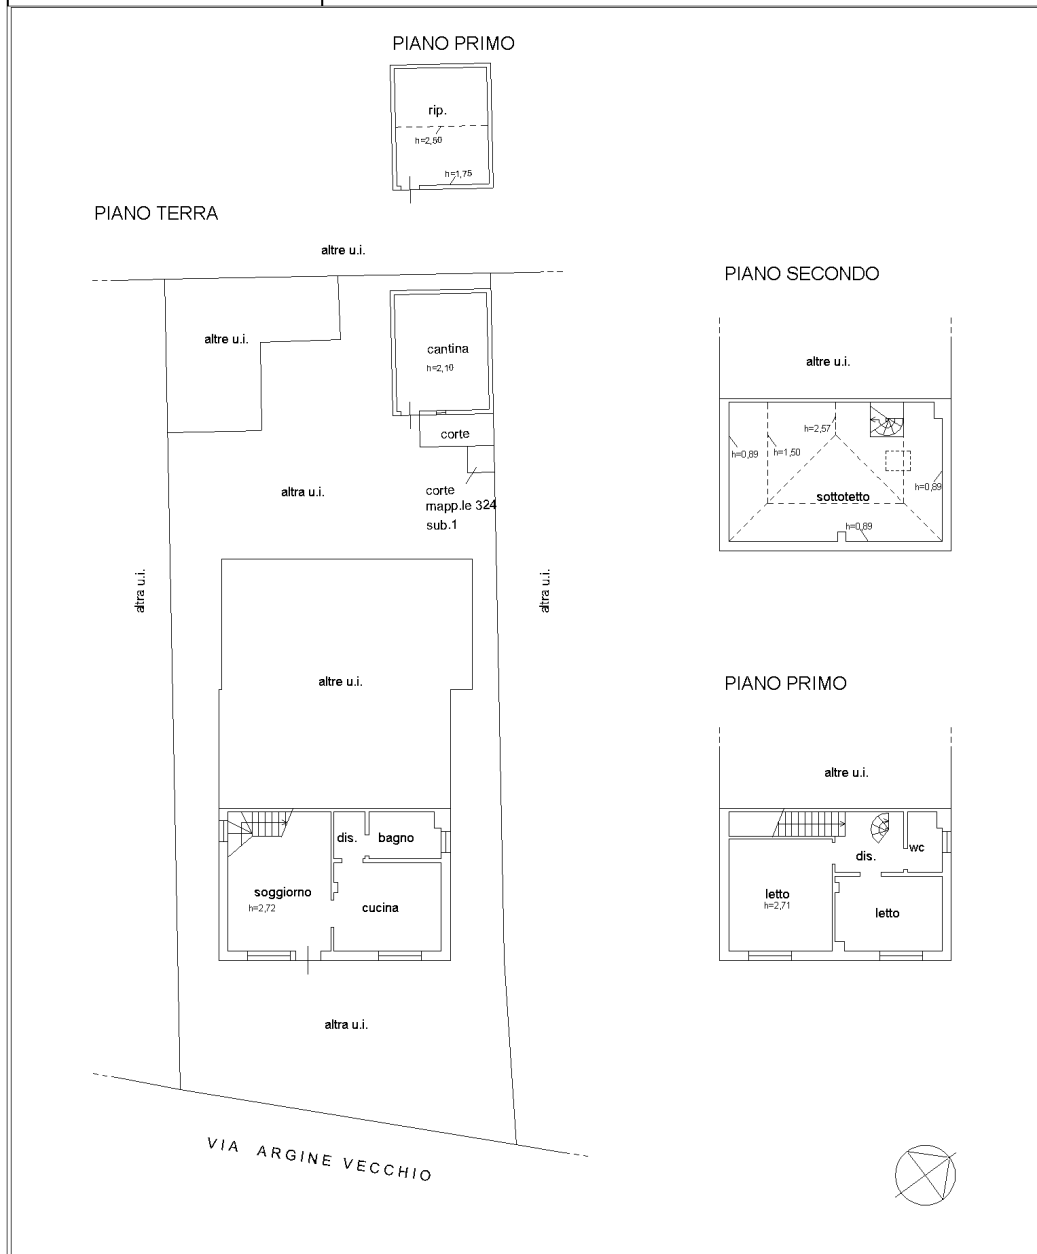 PIANO PRIMO
rip.
h=2,50
h=1,75
PIANO TERRA
altre u.i.
altre u.i.
cantina
h=2,10
corte
altra u.i.
corte
mapp.le 324
sub.1
altra u.i.
altra u.i.
altre u.i.
dis.
bagno
soggiorno
h=2,72
cucina
altra u.i.
VIA ARGINE VECCHIO
PIANO SECONDO
altre u.i.
h=2,57
h=0,89
h=1,50
h=0,89
sottotetto
h=0,89
PIANO PRIMO
altre u.i.
wc
dis.
letto
h=2,71
letto